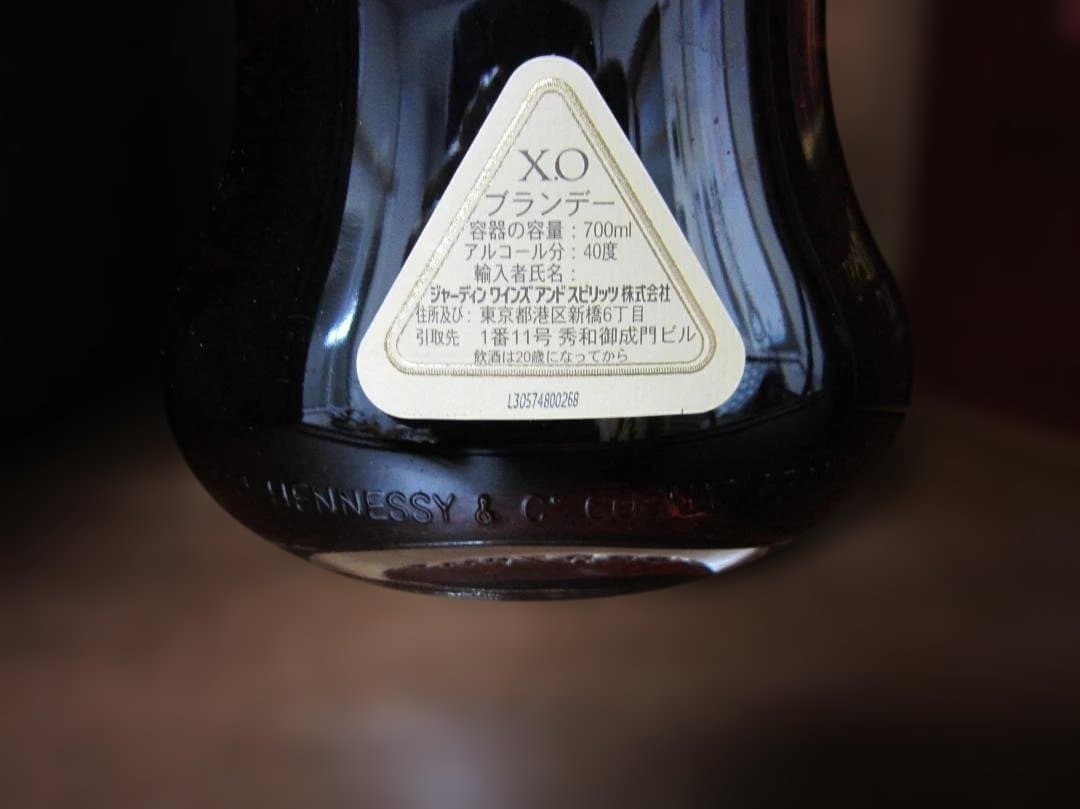 X.O
ブランデー
容器の容量：700ml
アルコール分：40度
輸入者氏名：
ジャーディン ワインズ アンド スピリッツ 株式会社
住所及び：東京都港区新橋6丁目
引取先　1番11号 秀和御成門ビル
飲酒は20歳になってから
L30574800268
HENNESSY & Cº